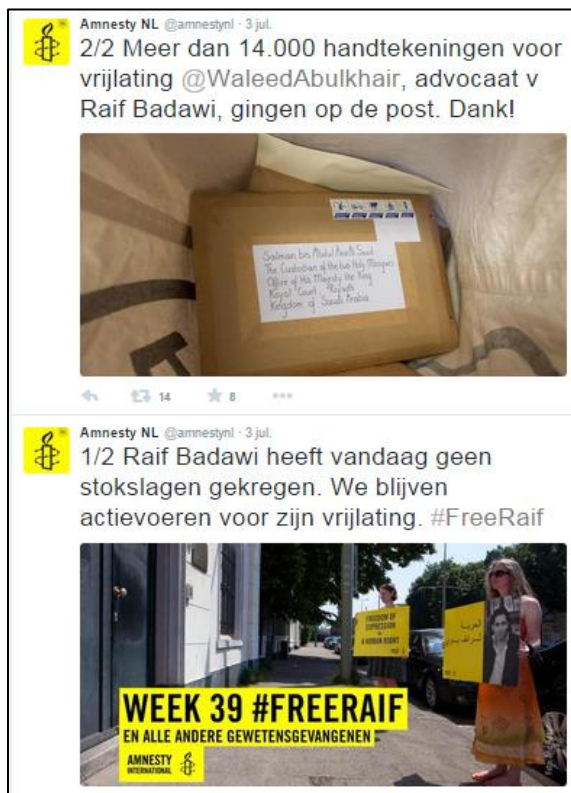 Amnesty NL @amnestynl · 3 jul.
2/2 Meer dan 14.000 handtekeningen voor
vrijlating @WaleedAbulkhair, advocaat v
Raif Badawi, gingen op de post. Dank!
Salman bin Abdul Aziz Al Saud
The Custodian of the two Holy Mosques
Office of His Majesty the King
Royal Court, Riyadh
Kingdom of Saudi Arabia
14 8
Amnesty NL @amnestynl · 3 jul.
1/2 Raif Badawi heeft vandaag geen
stokslagen gekregen. We blijven
actievoeren voor zijn vrijlating. #FreeRaif
FREEDOM OF
EXPRESSION
A HUMAN RIGHT
الحرية
لرائف بدوي
WEEK 39 #FREERAIF
EN ALLE ANDERE GEWETENSGEVANGENEN
AMNESTY
INTERNATIONAL